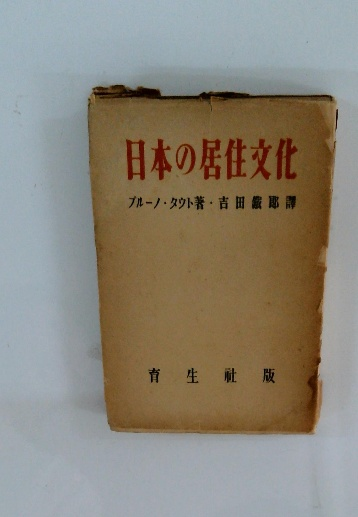 日本の居住文化
ブルーノ・タウト著・吉田鐵郎譯
育生社版